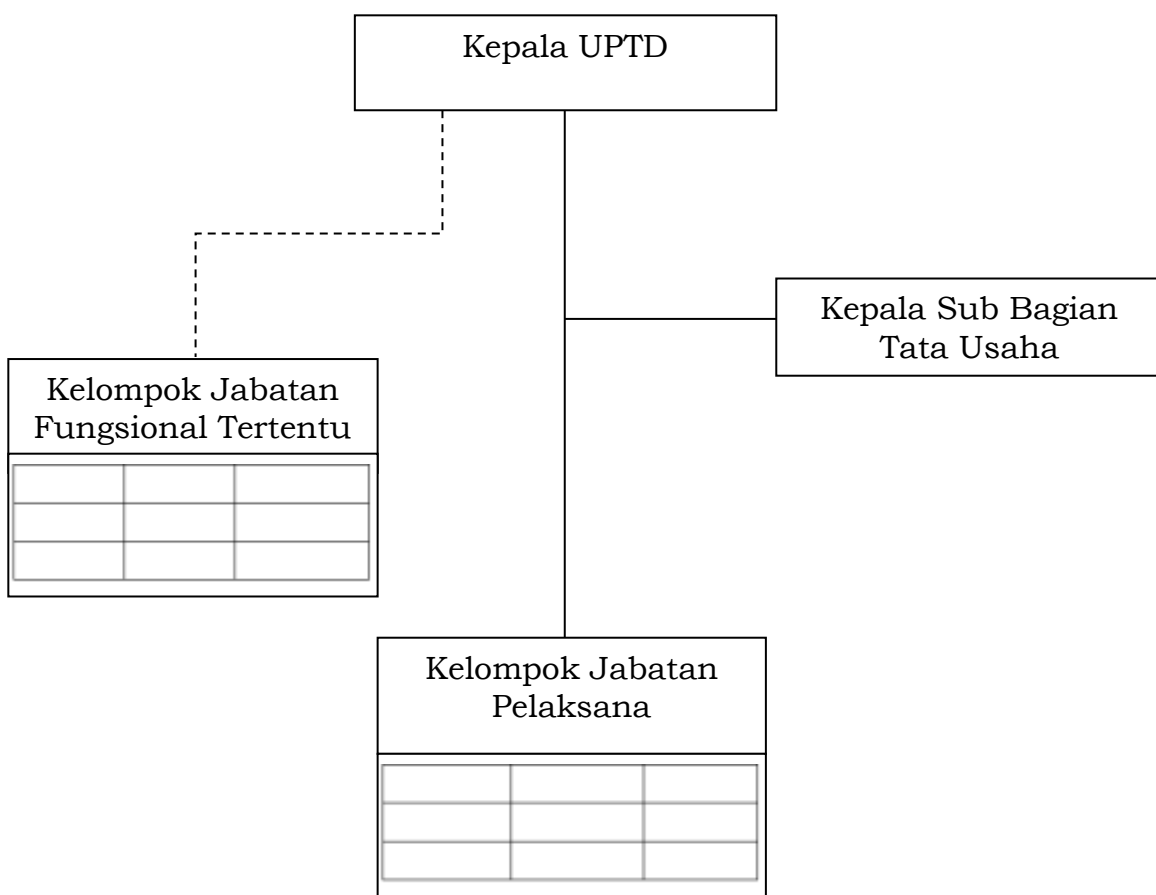 Kepala UPTD
Kepala Sub Bagian
Tata Usaha
Kelompok Jabatan
Fungsional Tertentu
Kelompok Jabatan
Pelaksana